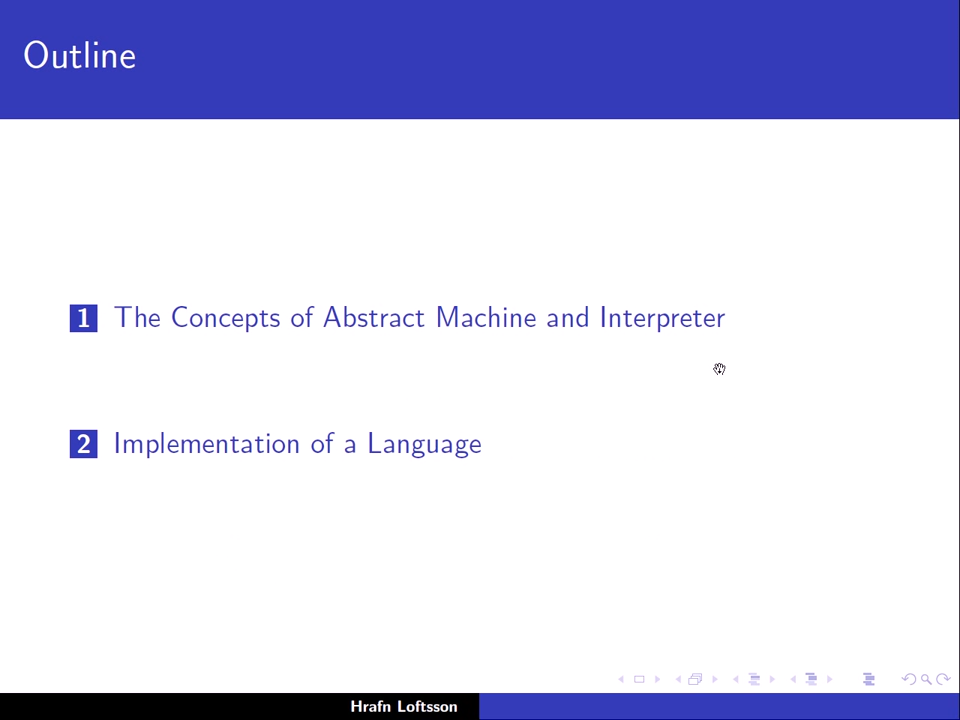 Outline
1 The Concepts of Abstract Machine and Interpreter
2 Implementation of a Language
Hrafn Loftsson